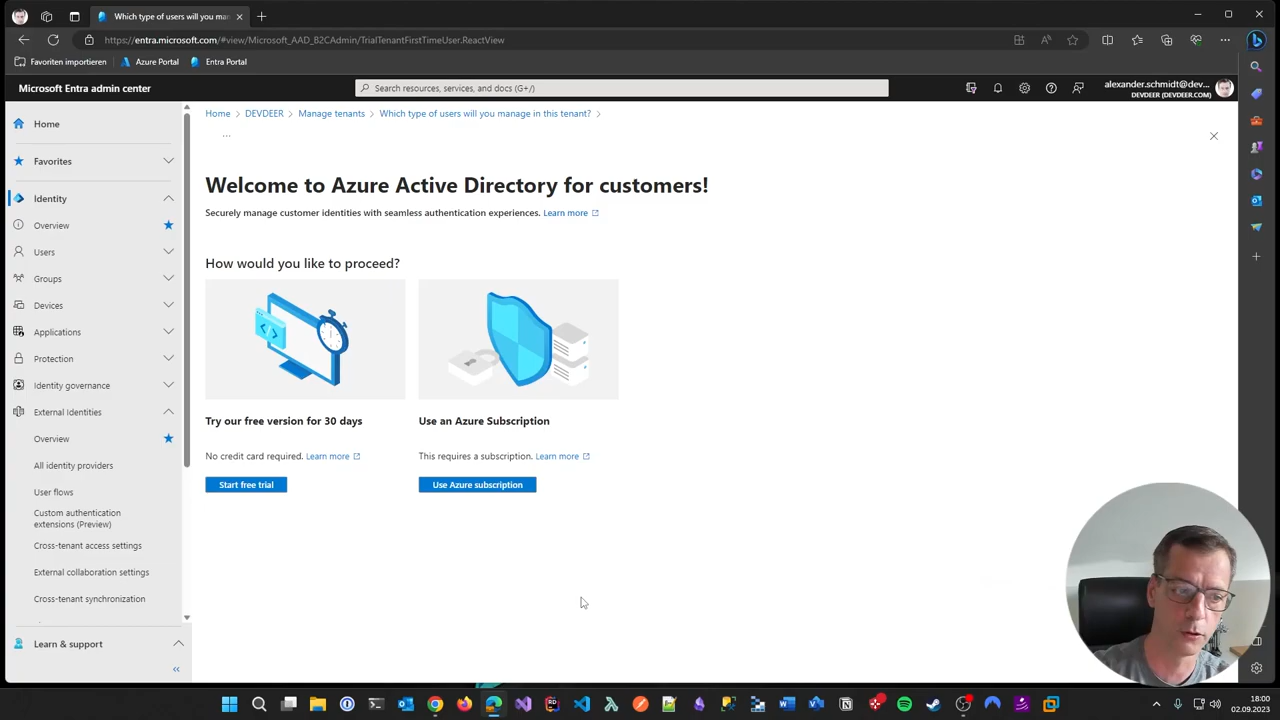 Which type of users will you mana
https://entra.microsoft.com/#view/Microsoft_AAD_B2CAdmin/TrialTenantFirstTimeUser.ReactView
Favoriten importieren
Azure Portal
Entra Portal
Microsoft Entra admin center
Search resources, services, and docs (G+/)
alexander.schmidt@dev...
DEVDEER (DEVDEER.COM)
Home
Favorites
Identity
Overview
Users
Groups
Devices
Applications
Protection
Identity governance
External Identities
Overview
All identity providers
User flows
Custom authentication
extensions (Preview)
Cross-tenant access settings
External collaboration settings
Cross-tenant synchronization
Learn & support
Home > DEVDEER > Manage tenants > Which type of users will you manage in this tenant? >
...
Welcome to Azure Active Directory for customers!
Securely manage customer identities with seamless authentication experiences. Learn more
How would you like to proceed?
Try our free version for 30 days
No credit card required. Learn more
Start free trial
Use an Azure Subscription
This requires a subscription. Learn more
Use Azure subscription
18:00
02.09.2023